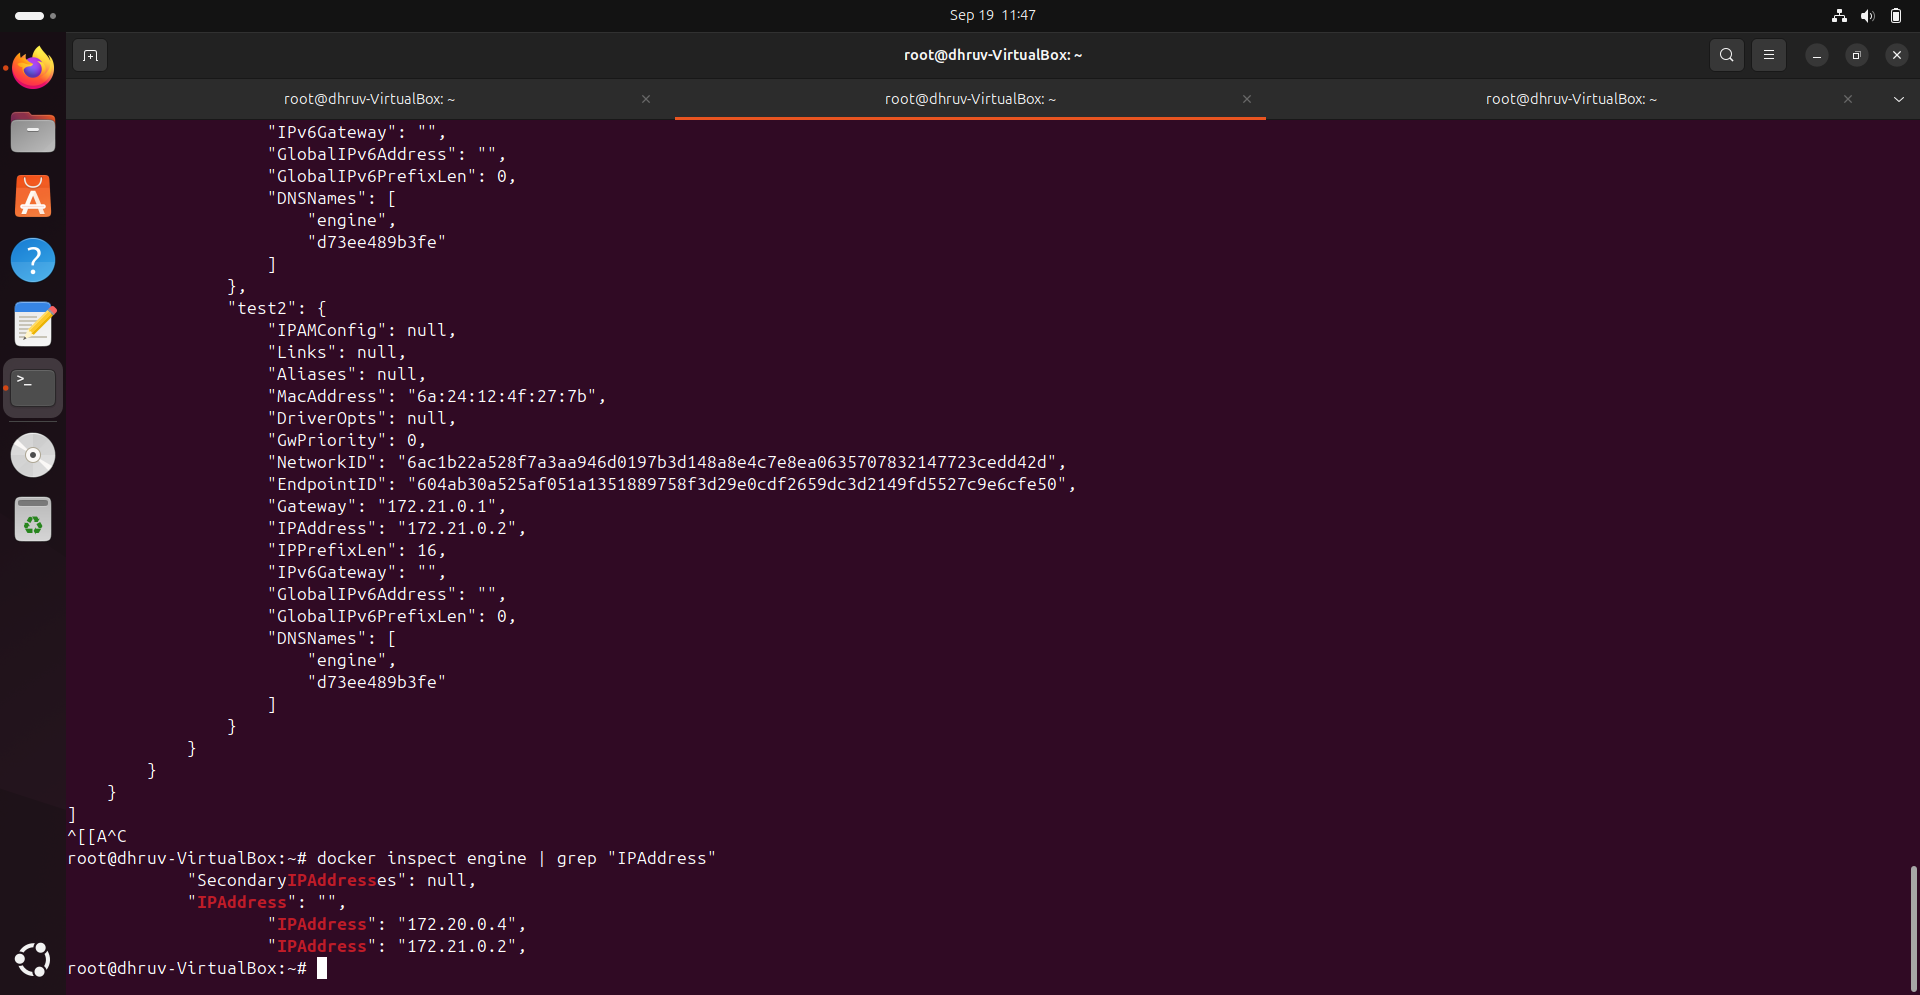 Sep 19 11:47
root@dhruv-VirtualBox: ~
root@dhruv-VirtualBox: ~
root@dhruv-VirtualBox: ~
root@dhruv-VirtualBox: ~
"IPv6Gateway": "",
"GlobalIPv6Address": "",
"GlobalIPv6PrefixLen": 0,
"DNSNames": [
"engine",
"d73ee489b3fe"
]
},
"test2": {
"IPAMConfig": null,
"Links": null,
"Aliases": null,
"MacAddress": "6a:24:12:4f:27:7b",
"DriverOpts": null,
"GwPriority": 0,
"NetworkID": "6ac1b22a528f7a3aa946d0197b3d148a8e4c7e8ea0635707832147723cedd42d",
"EndpointID": "604ab30a525af051a1351889758f3d29e0cdf2659dc3d2149fd5527c9e6cfe50",
"Gateway": "172.21.0.1",
"IPAddress": "172.21.0.2",
"IPPrefixLen": 16,
"IPv6Gateway": "",
"GlobalIPv6Address": "",
"GlobalIPv6PrefixLen": 0,
"DNSNames": [
"engine",
"d73ee489b3fe"
]
}
}
}
}
]
^[[A^C
root@dhruv-VirtualBox:~# docker inspect engine | grep "IPAddress"
"SecondaryIPAddresses": null,
"IPAddress": "",
"IPAddress": "172.20.0.4",
"IPAddress": "172.21.0.2",
root@dhruv-VirtualBox:~#